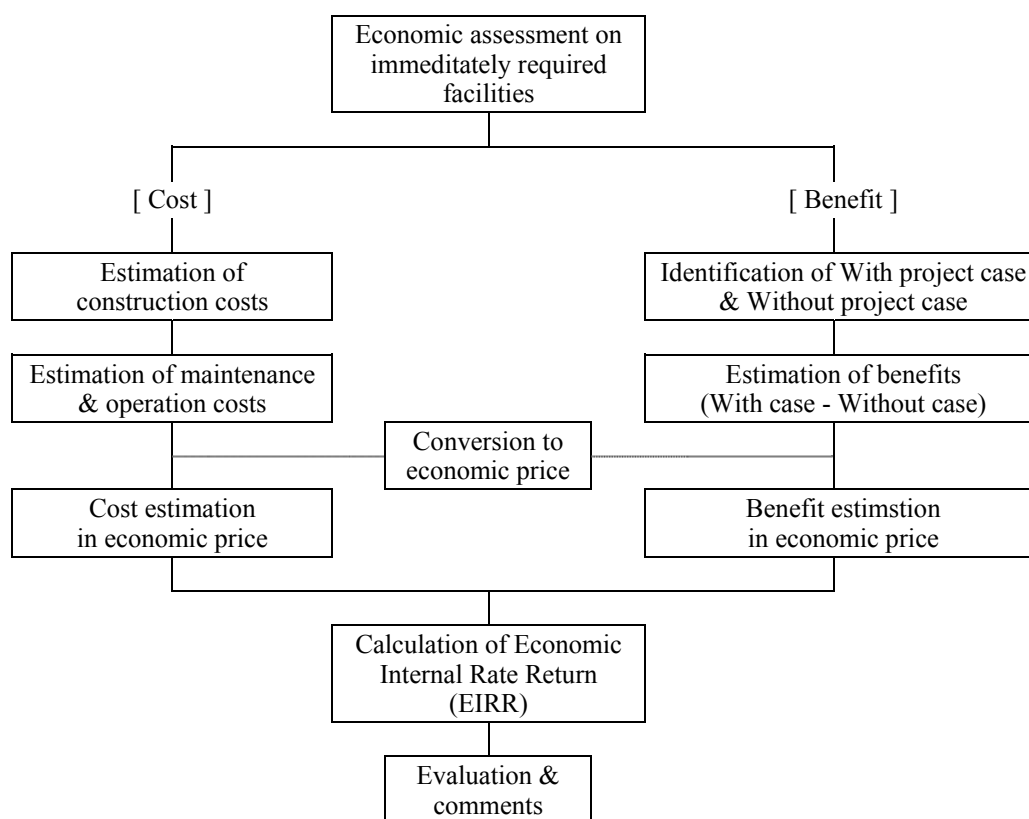 Economic assessment on
immeditately required
facilities
[ Cost ]
[ Benefit ]
Estimation of
construction costs
Identification of With project case
& Without project case
Estimation of maintenance
& operation costs
Estimation of benefits
(With case - Without case)
Conversion to
economic price
Cost estimation
in economic price
Benefit estimstion
in economic price
Calculation of Economic
Internal Rate Return
(EIRR)
Evaluation &
comments